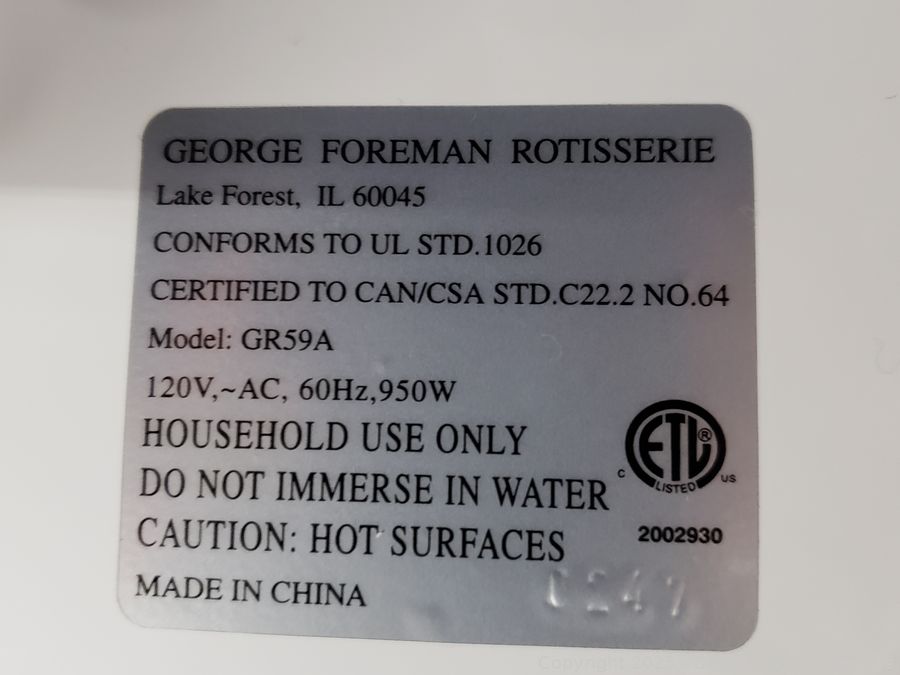 GEORGE FOREMAN ROTISSERIE
Lake Forest, IL 60045
CONFORMS TO UL STD.1026
CERTIFIED TO CAN/CSA STD.C22.2 NO.64
Model: GR59A
120V,~AC, 60Hz,950W
HOUSEHOLD USE ONLY
DO NOT IMMERSE IN WATER
CAUTION: HOT SURFACES
MADE IN CHINA
ETL®
C LISTED US
2002930
Copyright